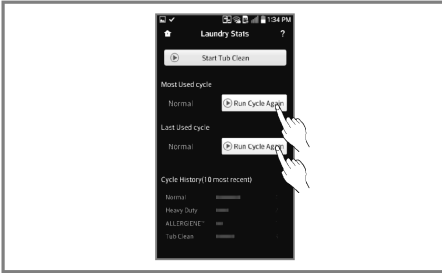 1:34 PM
Laundry Stats ?
Start Tub Clean
Most Used cycle
Normal Run Cycle Again
Last Used cycle
Normal Run Cycle Again
Cycle History(10 most recent)
Normal
Heavy Duty
ALLERGIENE™
Tub Clean